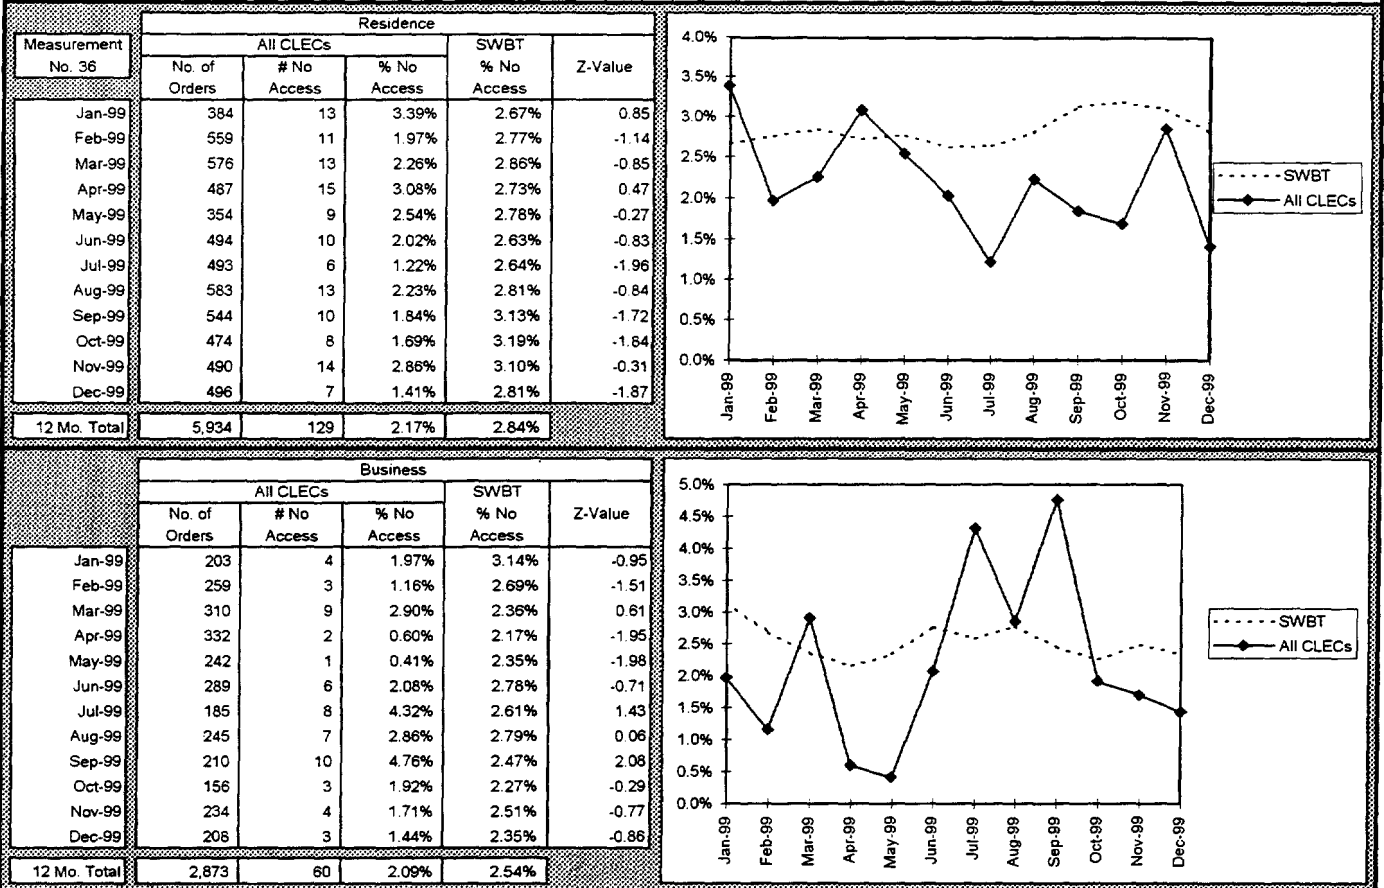 Residence
Measurement All CLECs SWBT
No. 36 No. of # No % No % No Z-Value
Orders Access Access Access
Jan-99 384 13 3.39% 2.67% 0.85
Feb-99 559 11 1.97% 2.77% -1.14
Mar-99 576 13 2.26% 2.86% -0.85
Apr-99 487 15 3.08% 2.73% 0.47
May-99 354 9 2.54% 2.78% -0.27
Jun-99 494 10 2.02% 2.63% -0.83
Jul-99 493 6 1.22% 2.64% -1.96
Aug-99 583 13 2.23% 2.81% -0.84
Sep-99 544 10 1.84% 3.13% -1.72
Oct-99 474 8 1.69% 3.19% -1.84
Nov-99 490 14 2.86% 3.10% -0.31
Dec-99 496 7 1.41% 2.81% -1.87
12 Mo. Total 5,934 129 2.17% 2.84%
4.0%
3.5%
3.0%
2.5%
2.0%
1.5%
1.0%
0.5%
0.0%
Jan-99 Feb-99 Mar-99 Apr-99 May-99 Jun-99 Jul-99 Aug-99 Sep-99 Oct-99 Nov-99 Dec-99
SWBT
All CLECs
Business
All CLECs SWBT
No. of # No % No % No Z-Value
Orders Access Access Access
Jan-99 203 4 1.97% 3.14% -0.95
Feb-99 259 3 1.16% 2.69% -1.51
Mar-99 310 9 2.90% 2.36% 0.61
Apr-99 332 2 0.60% 2.17% -1.95
May-99 242 1 0.41% 2.35% -1.98
Jun-99 289 6 2.08% 2.78% -0.71
Jul-99 185 8 4.32% 2.61% 1.43
Aug-99 245 7 2.86% 2.79% 0.06
Sep-99 210 10 4.76% 2.47% 2.08
Oct-99 156 3 1.92% 2.27% -0.29
Nov-99 234 4 1.71% 2.51% -0.77
Dec-99 208 3 1.44% 2.35% -0.86
12 Mo. Total 2,873 60 2.09% 2.54%
5.0%
4.5%
4.0%
3.5%
3.0%
2.5%
2.0%
1.5%
1.0%
0.5%
0.0%
Jan-99 Feb-99 Mar-99 Apr-99 May-99 Jun-99 Jul-99 Aug-99 Sep-99 Oct-99 Nov-99 Dec-99
SWBT
All CLECs